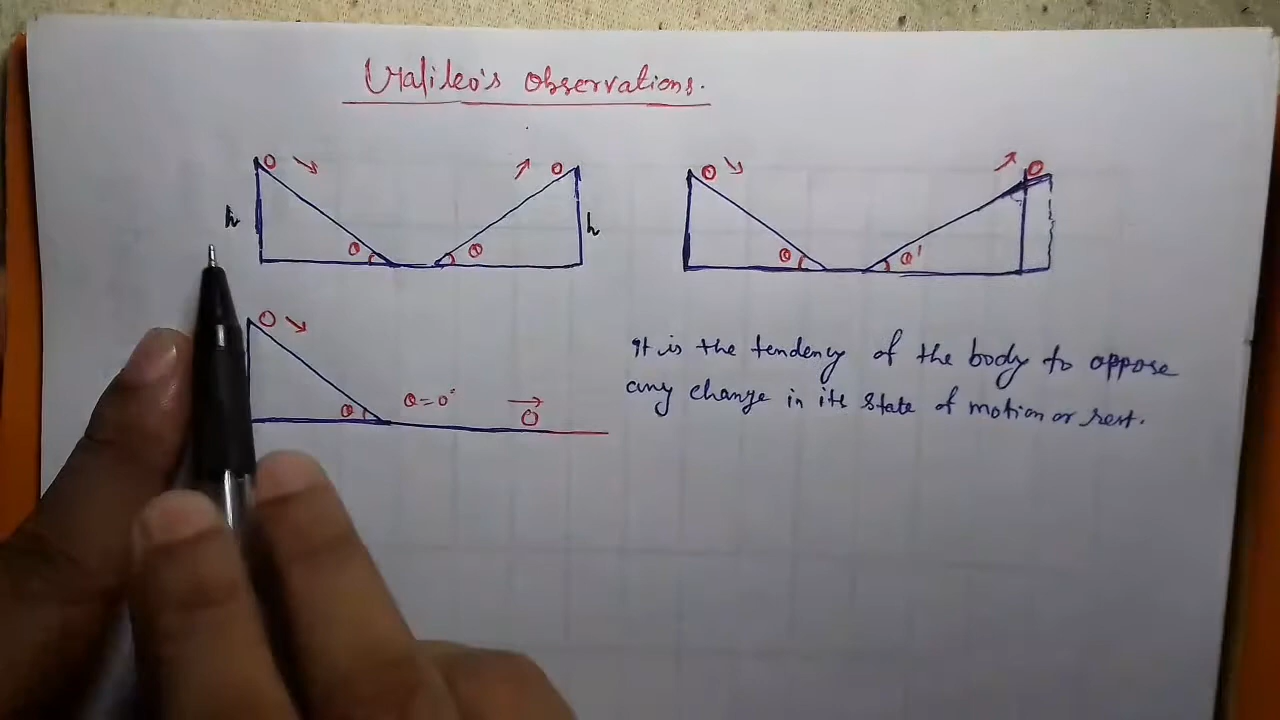 Galileo's Observations.
O O O O
h h
θ θ θ θ'
O
It is the tendency of the body to oppose
θ θ=0° O
any change in its state of motion or rest.